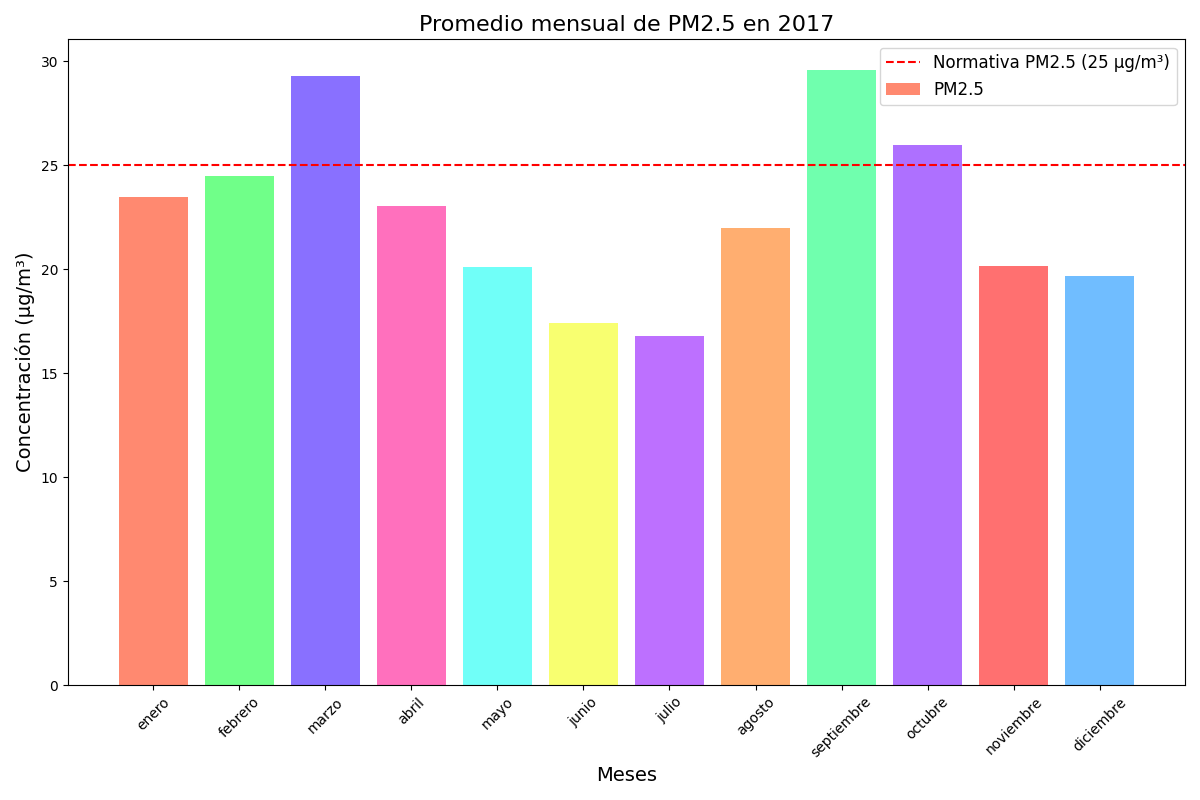 Promedio mensual de PM2.5 en 2017
Normativa PM2.5 (25 µg/m³)
PM2.5
Concentración (µg/m³)
30
25
20
15
10
5
0
enero
febrero
marzo
abril
mayo
junio
julio
agosto
septiembre
octubre
noviembre
diciembre
Meses